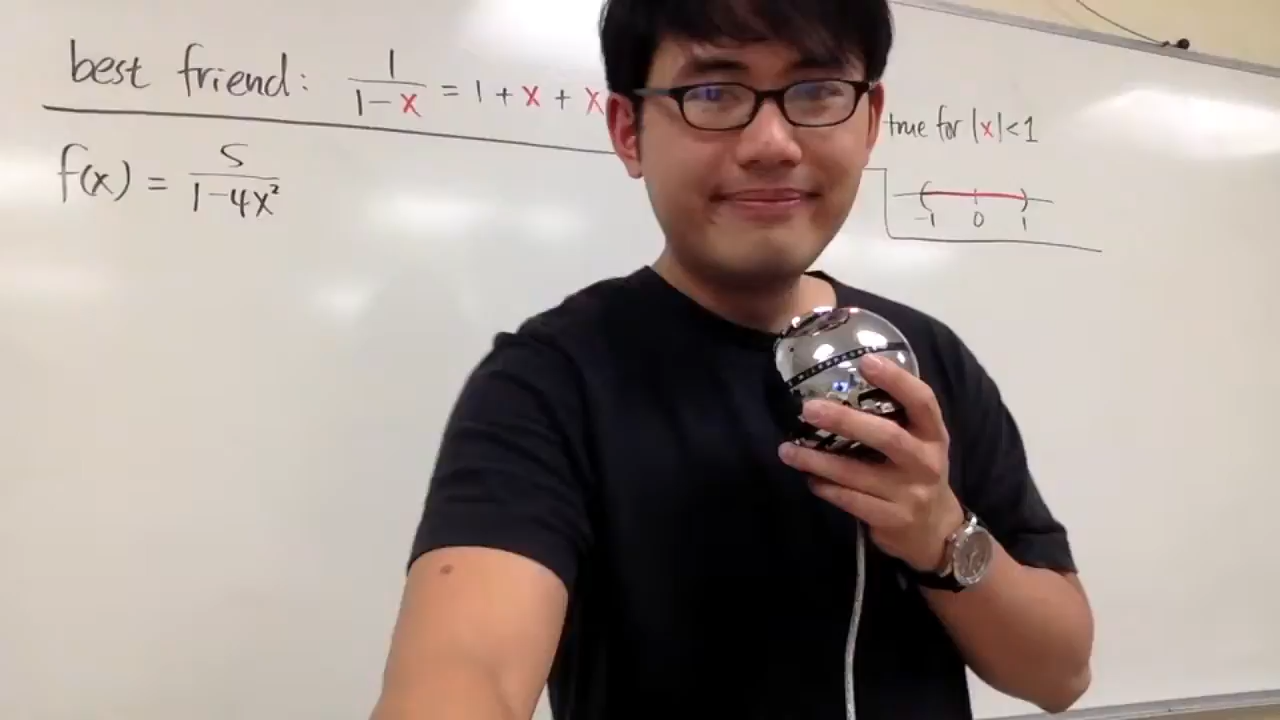 best friend: 1/(1-x) = 1 + x + x
true for |x|<1
f(x) = 5/(1-4x²)
-1 0 1